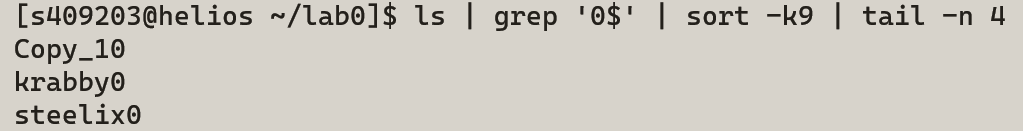 [s409203@helios ~/lab0]$ ls | grep '0$' | sort -k9 | tail -n 4
Copy_10
krabby0
steelix0